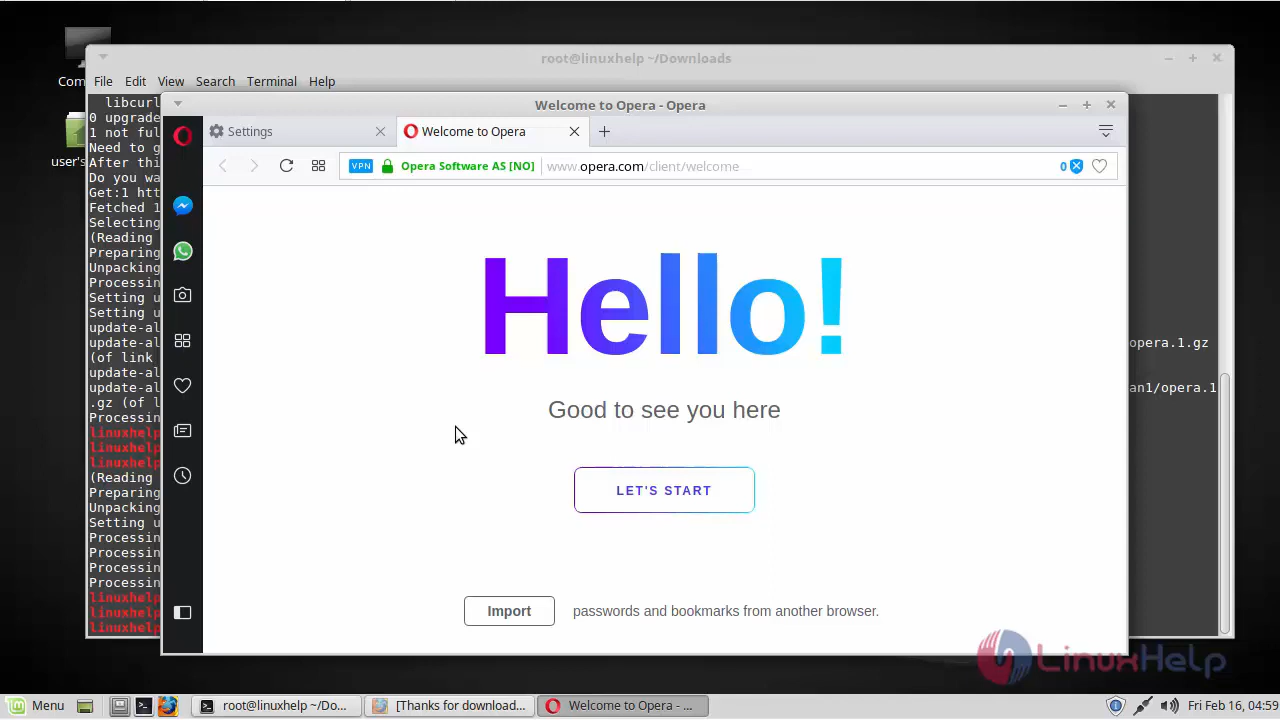 root@linuxhelp ~/Downloads
File Edit View Search Terminal Help
Com
user's
libcurl
0 upgrade
1 not ful
Need to g
After thi
Do you wa
Get:1 htt
Fetched 1
Selecting
(Reading
Preparing
Unpacking
Processin
Setting u
Setting u
update-al
(of link
update-al
update-al
.gz (of l
Processin
linuxhelp
linuxhelp
linuxhelp
(Reading
Preparing
Unpacking
Setting u
Processin
Processin
Processin
Processin
linuxhelp
linuxhelp
linuxhelp
opera.1.gz
an1/opera.1
Welcome to Opera - Opera
Settings
Welcome to Opera
VPN Opera Software AS [NO] www.opera.com/client/welcome 0
Hello!
Good to see you here
LET'S START
Import passwords and bookmarks from another browser.
LinuxHelp
Menu root@linuxhelp ~/Do... [Thanks for download... Welcome to Opera - ... Fri Feb 16, 04:59